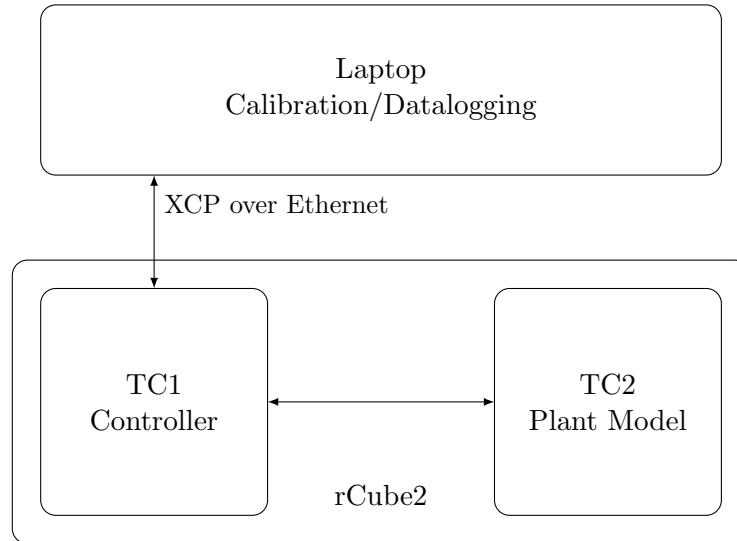 Laptop
Calibration/Datalogging
XCP over Ethernet
TC1
Controller
TC2
Plant Model
rCube2